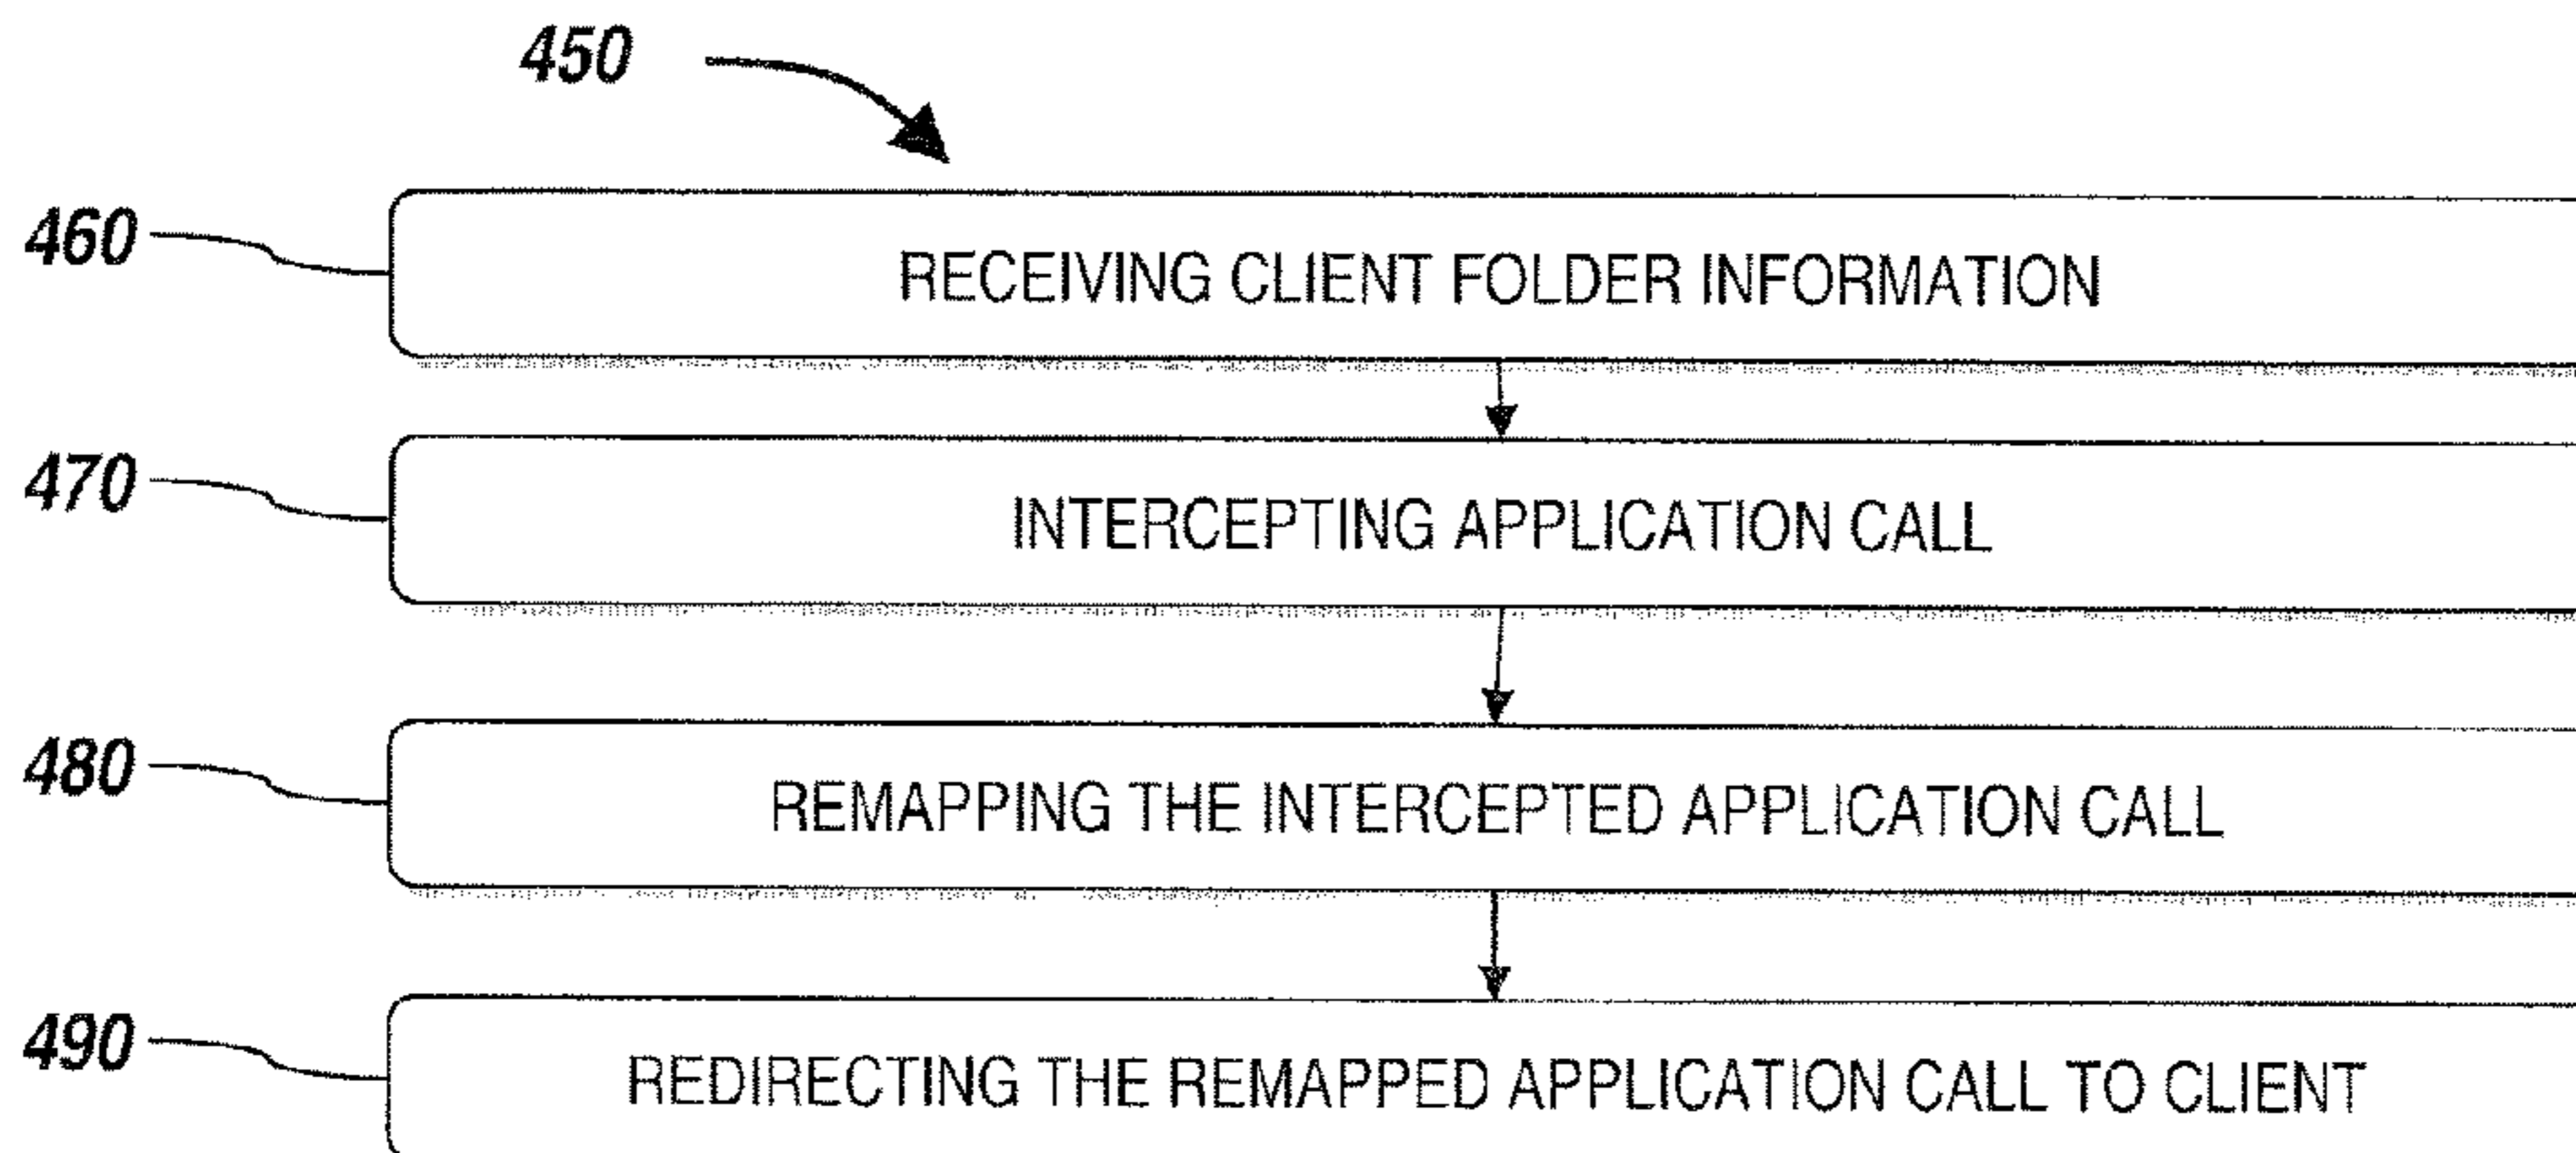 450
460
RECEIVING CLIENT FOLDER INFORMATION
470
INTERCEPTING APPLICATION CALL
480
REMAPPING THE INTERCEPTED APPLICATION CALL
490
REDIRECTING THE REMAPPED APPLICATION CALL TO CLIENT